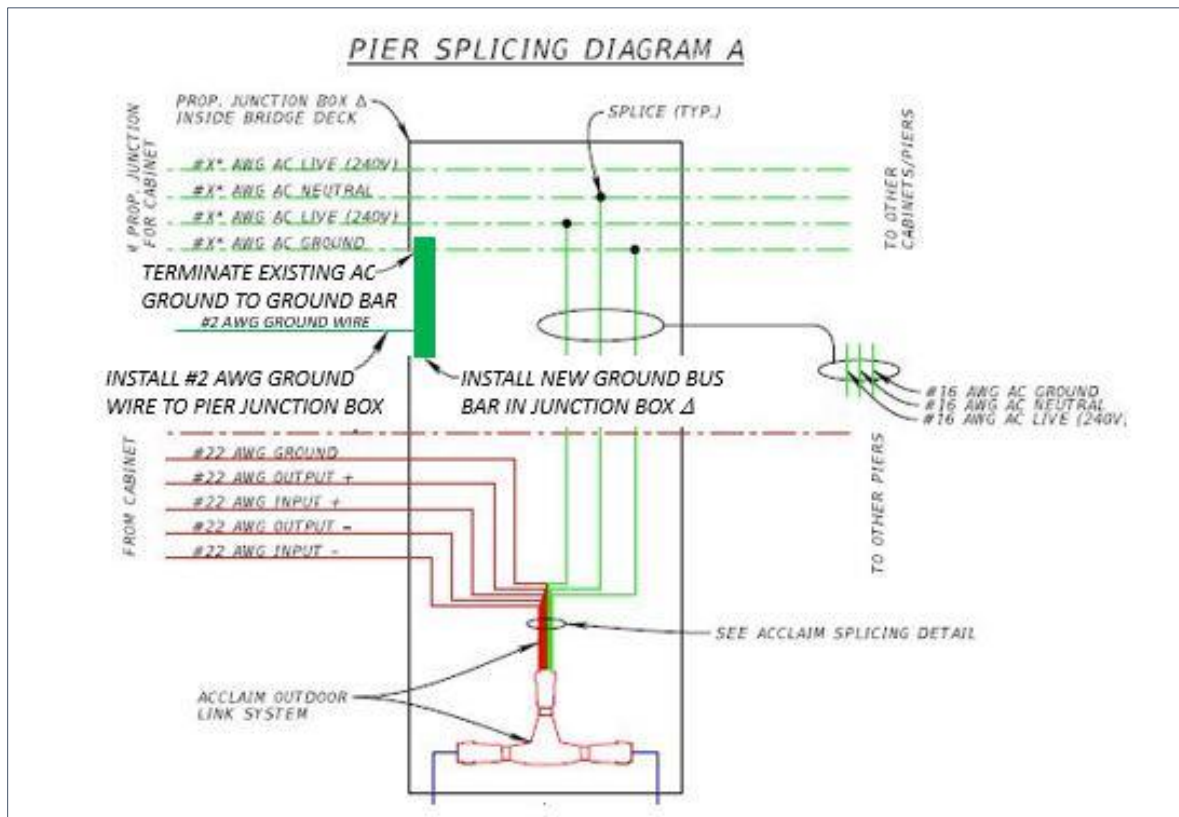 PIER SPLICING DIAGRAM A
PROP. JUNCTION BOX Δ
INSIDE BRIDGE DECK
SPLICE (TYP.)
PROP. JUNCTION
FOR CABINET
#X* AWG AC LIVE (240V)
#X* AWG AC NEUTRAL
#X* AWG AC LIVE (240V)
#X* AWG AC GROUND
TO OTHER
CABINETS/PIERS
TERMINATE EXISTING AC
GROUND TO GROUND BAR
#2 AWG GROUND WIRE
INSTALL #2 AWG GROUND
WIRE TO PIER JUNCTION BOX
INSTALL NEW GROUND BUS
BAR IN JUNCTION BOX Δ
#16 AWG AC GROUND
#16 AWG AC NEUTRAL
#16 AWG AC LIVE (240V
FROM CABINET
#22 AWG GROUND
#22 AWG OUTPUT +
#22 AWG INPUT +
#22 AWG OUTPUT -
#22 AWG INPUT -
TO OTHER PIERS
SEE ACCLAIM SPLICING DETAIL
ACCLAIM OUTDOOR
LINK SYSTEM